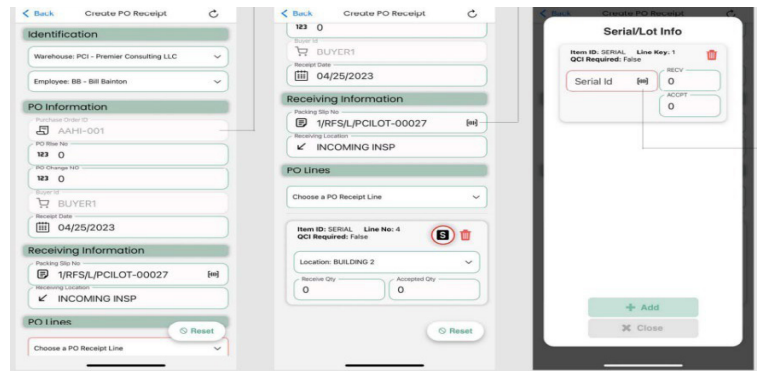 Back Create PO Receipt
Identification
Warehouse: PCI - Premier Consulting LLC
Employee: BB - Bill Bainton
PO Information
Purchase Order ID
AAHI-001
PO Rlse No
123 0
PO Change NO
123 0
Buyer Id
BUYER1
Receipt Date
04/25/2023
Receiving Information
Packing Slip No
1/RFS/L/PCILOT-00027
Receiving Location
INCOMING INSP
PO Lines
Reset
Choose a PO Receipt Line
Back Create PO Receipt
123 0
Buyer Id
BUYER1
Receipt Date
04/25/2023
Receiving Information
Packing Slip No
1/RFS/L/PCILOT-00027
Receiving Location
INCOMING INSP
PO Lines
Choose a PO Receipt Line
Item ID: SERIAL Line No: 4
QCI Required: False
S
Location: BUILDING 2
Receive Qty Accepted Qty
0 0
Reset
Back Create PO Receipt
Serial/Lot Info
Item ID: SERIAL Line Key: 1
QCI Required: False
RECV
Serial Id 0
ACCPT
0
+ Add
Close